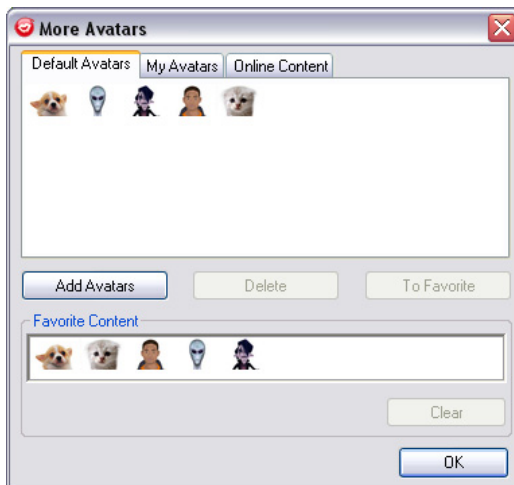 More Avatars
Default Avatars My Avatars Online Content
Add Avatars Delete To Favorite
Favorite Content
Clear
OK